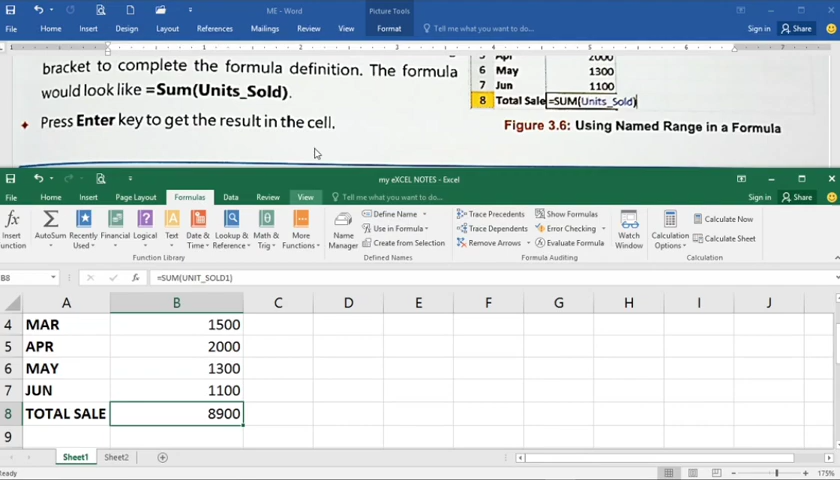 ME - Word
Picture Tools
File Home Insert Design Layout References Mailings Review View Format Tell me what you want to do... Sign in Share
bracket to complete the formula definition. The formula
would look like =Sum(Units_Sold).
Press Enter key to get the result in the cell.
5 Apr 2000
6 May 1300
7 Jun 1100
8 Total Sale =SUM(Units_Sold)
Figure 3.6: Using Named Range in a Formula
my eXCEL NOTES - Excel
File Home Insert Page Layout Formulas Data Review View Tell me what you want to do... Sign in Share
Insert Function
AutoSum
Recently Used
Financial
Logical
Text
Date & Time
Lookup & Reference
Math & Trig
More Functions
Function Library
Name Manager
Define Name
Use in Formula
Create from Selection
Defined Names
Trace Precedents
Trace Dependents
Remove Arrows
Show Formulas
Error Checking
Evaluate Formula
Formula Auditing
Watch Window
Calculation Options
Calculate Now
Calculate Sheet
Calculation
B8 fx =SUM(UNIT_SOLD1)
A B C D E F G H I J
4 MAR 1500
5 APR 2000
6 MAY 1300
7 JUN 1100
8 TOTAL SALE 8900
9
Sheet1 Sheet2
Ready 175%